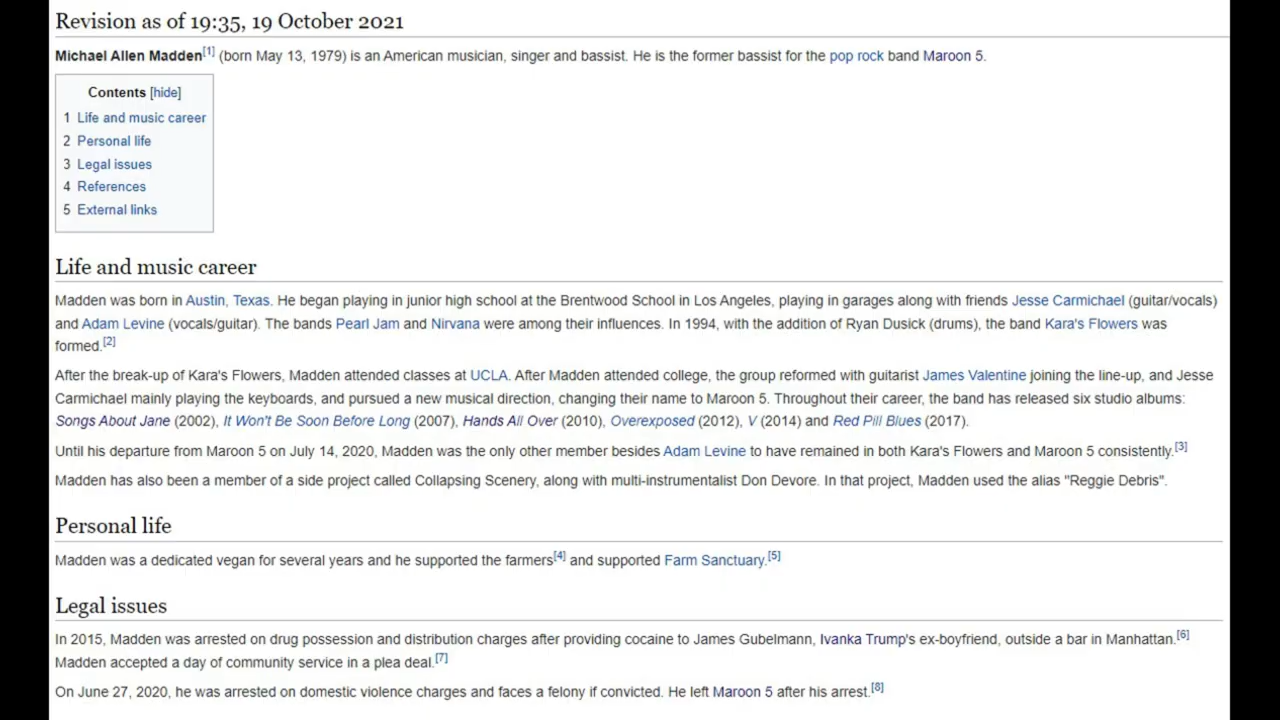 Revision as of 19:35, 19 October 2021
Michael Allen Madden[1] (born May 13, 1979) is an American musician, singer and bassist. He is the former bassist for the pop rock band Maroon 5.
Contents [hide]
1 Life and music career
2 Personal life
3 Legal issues
4 References
5 External links
Life and music career
Madden was born in Austin, Texas. He began playing in junior high school at the Brentwood School in Los Angeles, playing in garages along with friends Jesse Carmichael (guitar/vocals)
and Adam Levine (vocals/guitar). The bands Pearl Jam and Nirvana were among their influences. In 1994, with the addition of Ryan Dusick (drums), the band Kara's Flowers was
formed.[2]
After the break-up of Kara's Flowers, Madden attended classes at UCLA. After Madden attended college, the group reformed with guitarist James Valentine joining the line-up, and Jesse
Carmichael mainly playing the keyboards, and pursued a new musical direction, changing their name to Maroon 5. Throughout their career, the band has released six studio albums:
Songs About Jane (2002), It Won't Be Soon Before Long (2007), Hands All Over (2010), Overexposed (2012), V (2014) and Red Pill Blues (2017).
Until his departure from Maroon 5 on July 14, 2020, Madden was the only other member besides Adam Levine to have remained in both Kara's Flowers and Maroon 5 consistently.[3]
Madden has also been a member of a side project called Collapsing Scenery, along with multi-instrumentalist Don Devore. In that project, Madden used the alias "Reggie Debris".
Personal life
Madden was a dedicated vegan for several years and he supported the farmers[4] and supported Farm Sanctuary.[5]
Legal issues
In 2015, Madden was arrested on drug possession and distribution charges after providing cocaine to James Gubelmann, Ivanka Trump's ex-boyfriend, outside a bar in Manhattan.[6]
Madden accepted a day of community service in a plea deal.[7]
On June 27, 2020, he was arrested on domestic violence charges and faces a felony if convicted. He left Maroon 5 after his arrest.[8]